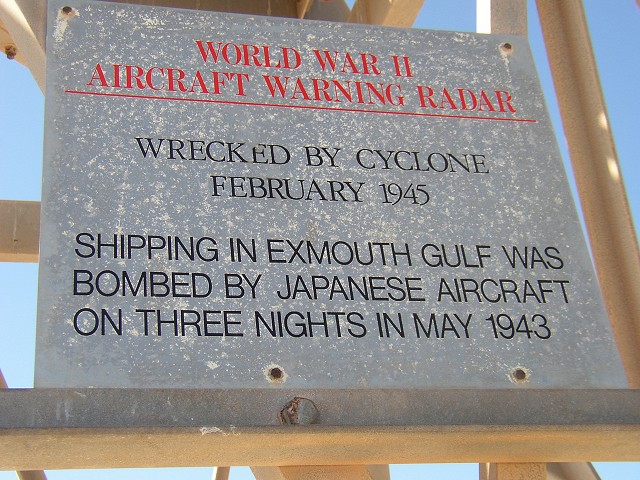 WORLD WAR II
AIRCRAFT WARNING RADAR
WRECKED BY CYCLONE
FEBRUARY 1945
SHIPPING IN EXMOUTH GULF WAS
BOMBED BY JAPANESE AIRCRAFT
ON THREE NIGHTS IN MAY 1943